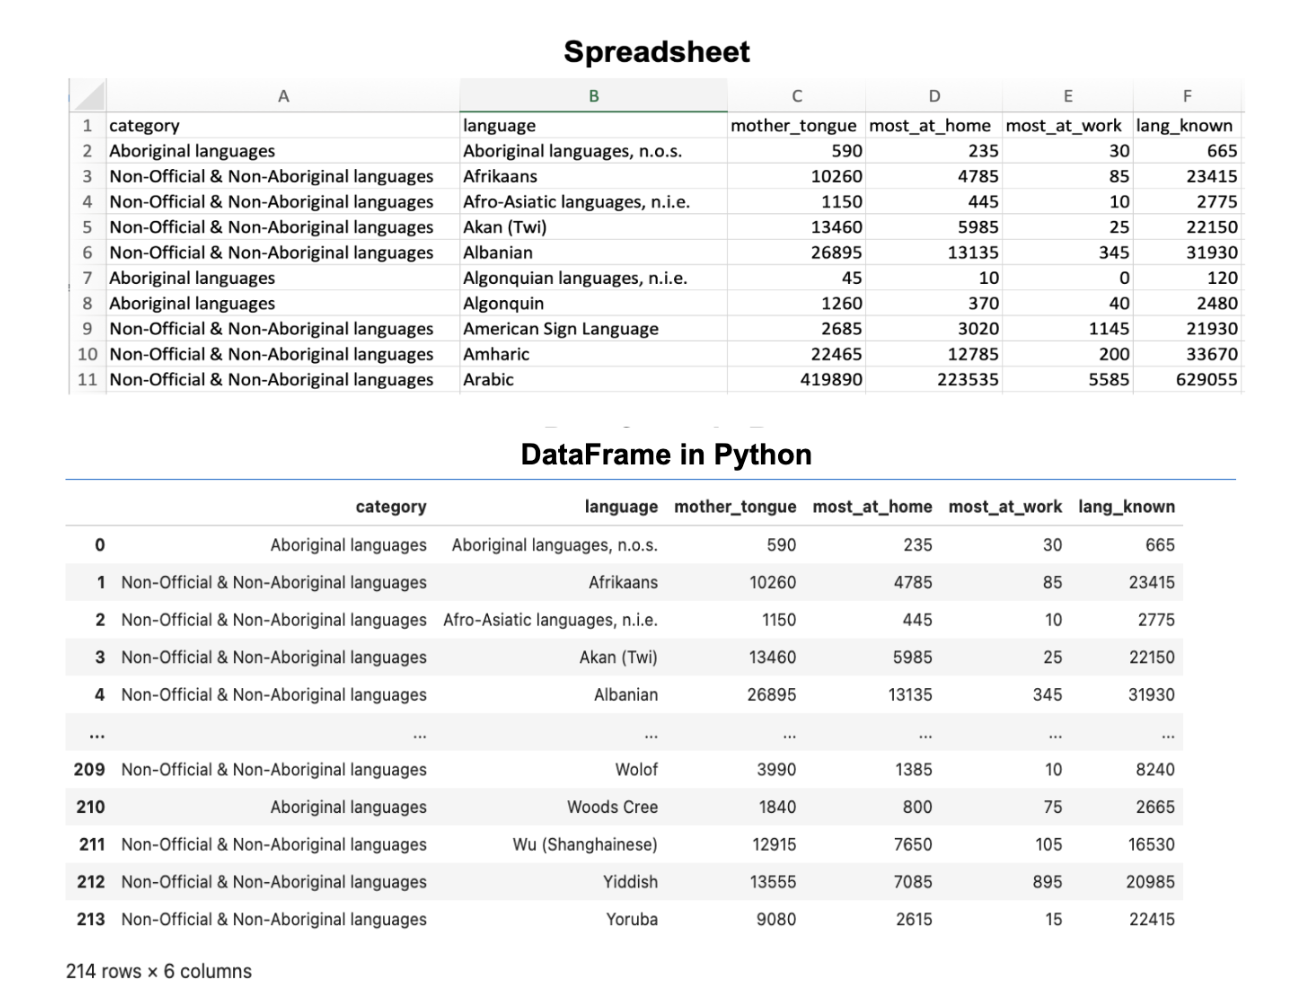 Spreadsheet
A B C D E F
1 category language mother_tongue most_at_home most_at_work lang_known
2 Aboriginal languages Aboriginal languages, n.o.s. 590 235 30 665
3 Non-Official & Non-Aboriginal languages Afrikaans 10260 4785 85 23415
4 Non-Official & Non-Aboriginal languages Afro-Asiatic languages, n.i.e. 1150 445 10 2775
5 Non-Official & Non-Aboriginal languages Akan (Twi) 13460 5985 25 22150
6 Non-Official & Non-Aboriginal languages Albanian 26895 13135 345 31930
7 Aboriginal languages Algonquian languages, n.i.e. 45 10 0 120
8 Aboriginal languages Algonquin 1260 370 40 2480
9 Non-Official & Non-Aboriginal languages American Sign Language 2685 3020 1145 21930
10 Non-Official & Non-Aboriginal languages Amharic 22465 12785 200 33670
11 Non-Official & Non-Aboriginal languages Arabic 419890 223535 5585 629055
DataFrame in Python
category language mother_tongue most_at_home most_at_work lang_known
0 Aboriginal languages Aboriginal languages, n.o.s. 590 235 30 665
1 Non-Official & Non-Aboriginal languages Afrikaans 10260 4785 85 23415
2 Non-Official & Non-Aboriginal languages Afro-Asiatic languages, n.i.e. 1150 445 10 2775
3 Non-Official & Non-Aboriginal languages Akan (Twi) 13460 5985 25 22150
4 Non-Official & Non-Aboriginal languages Albanian 26895 13135 345 31930
... ... ... ... ... ... ...
209 Non-Official & Non-Aboriginal languages Wolof 3990 1385 10 8240
210 Aboriginal languages Woods Cree 1840 800 75 2665
211 Non-Official & Non-Aboriginal languages Wu (Shanghainese) 12915 7650 105 16530
212 Non-Official & Non-Aboriginal languages Yiddish 13555 7085 895 20985
213 Non-Official & Non-Aboriginal languages Yoruba 9080 2615 15 22415
214 rows × 6 columns